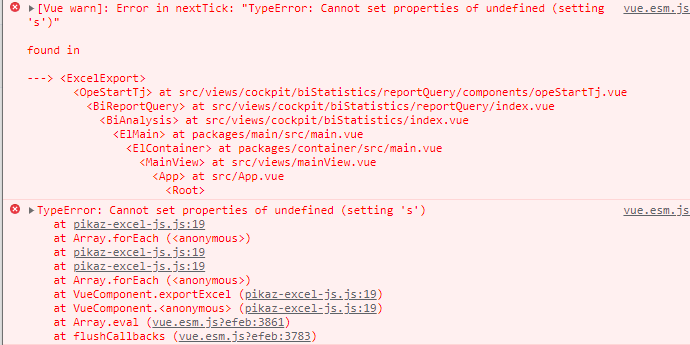 [Vue warn]: Error in nextTick: "TypeError: Cannot set properties of undefined (setting vue.esm.js
's')"
found in
---> <ExcelExport>
<OpeStartTj> at src/views/cockpit/biStatistics/reportQuery/components/opeStartTj.vue
<BiReportQuery> at src/views/cockpit/biStatistics/reportQuery/index.vue
<BiAnalysis> at src/views/cockpit/biStatistics/index.vue
<ElMain> at packages/main/src/main.vue
<ElContainer> at packages/container/src/main.vue
<MainView> at src/views/mainView.vue
<App> at src/App.vue
<Root>
TypeError: Cannot set properties of undefined (setting 's') vue.esm.js
at pikaz-excel-js.js:19
at Array.forEach (<anonymous>)
at pikaz-excel-js.js:19
at pikaz-excel-js.js:19
at Array.forEach (<anonymous>)
at VueComponent.exportExcel (pikaz-excel-js.js:19)
at VueComponent.<anonymous> (pikaz-excel-js.js:19)
at Array.eval (vue.esm.js?efeb:3861)
at flushCallbacks (vue.esm.js?efeb:3783)